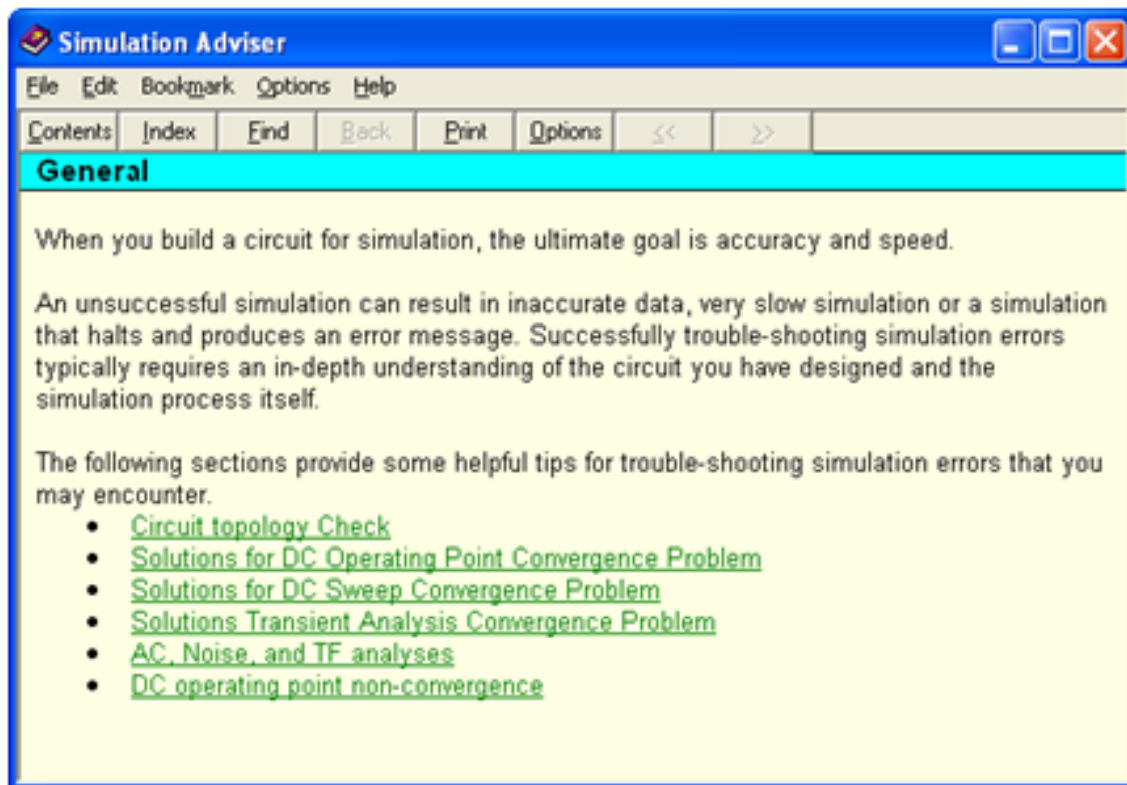 Simulation Adviser
File Edit Bookmark Options Help
Contents Index Find Back Print Options << >>
General
When you build a circuit for simulation, the ultimate goal is accuracy and speed.
An unsuccessful simulation can result in inaccurate data, very slow simulation or a simulation
that halts and produces an error message. Successfully trouble-shooting simulation errors
typically requires an in-depth understanding of the circuit you have designed and the
simulation process itself.
The following sections provide some helpful tips for trouble-shooting simulation errors that you
may encounter.
• Circuit topology Check
• Solutions for DC Operating Point Convergence Problem
• Solutions for DC Sweep Convergence Problem
• Solutions Transient Analysis Convergence Problem
• AC, Noise, and TF analyses
• DC operating point non-convergence